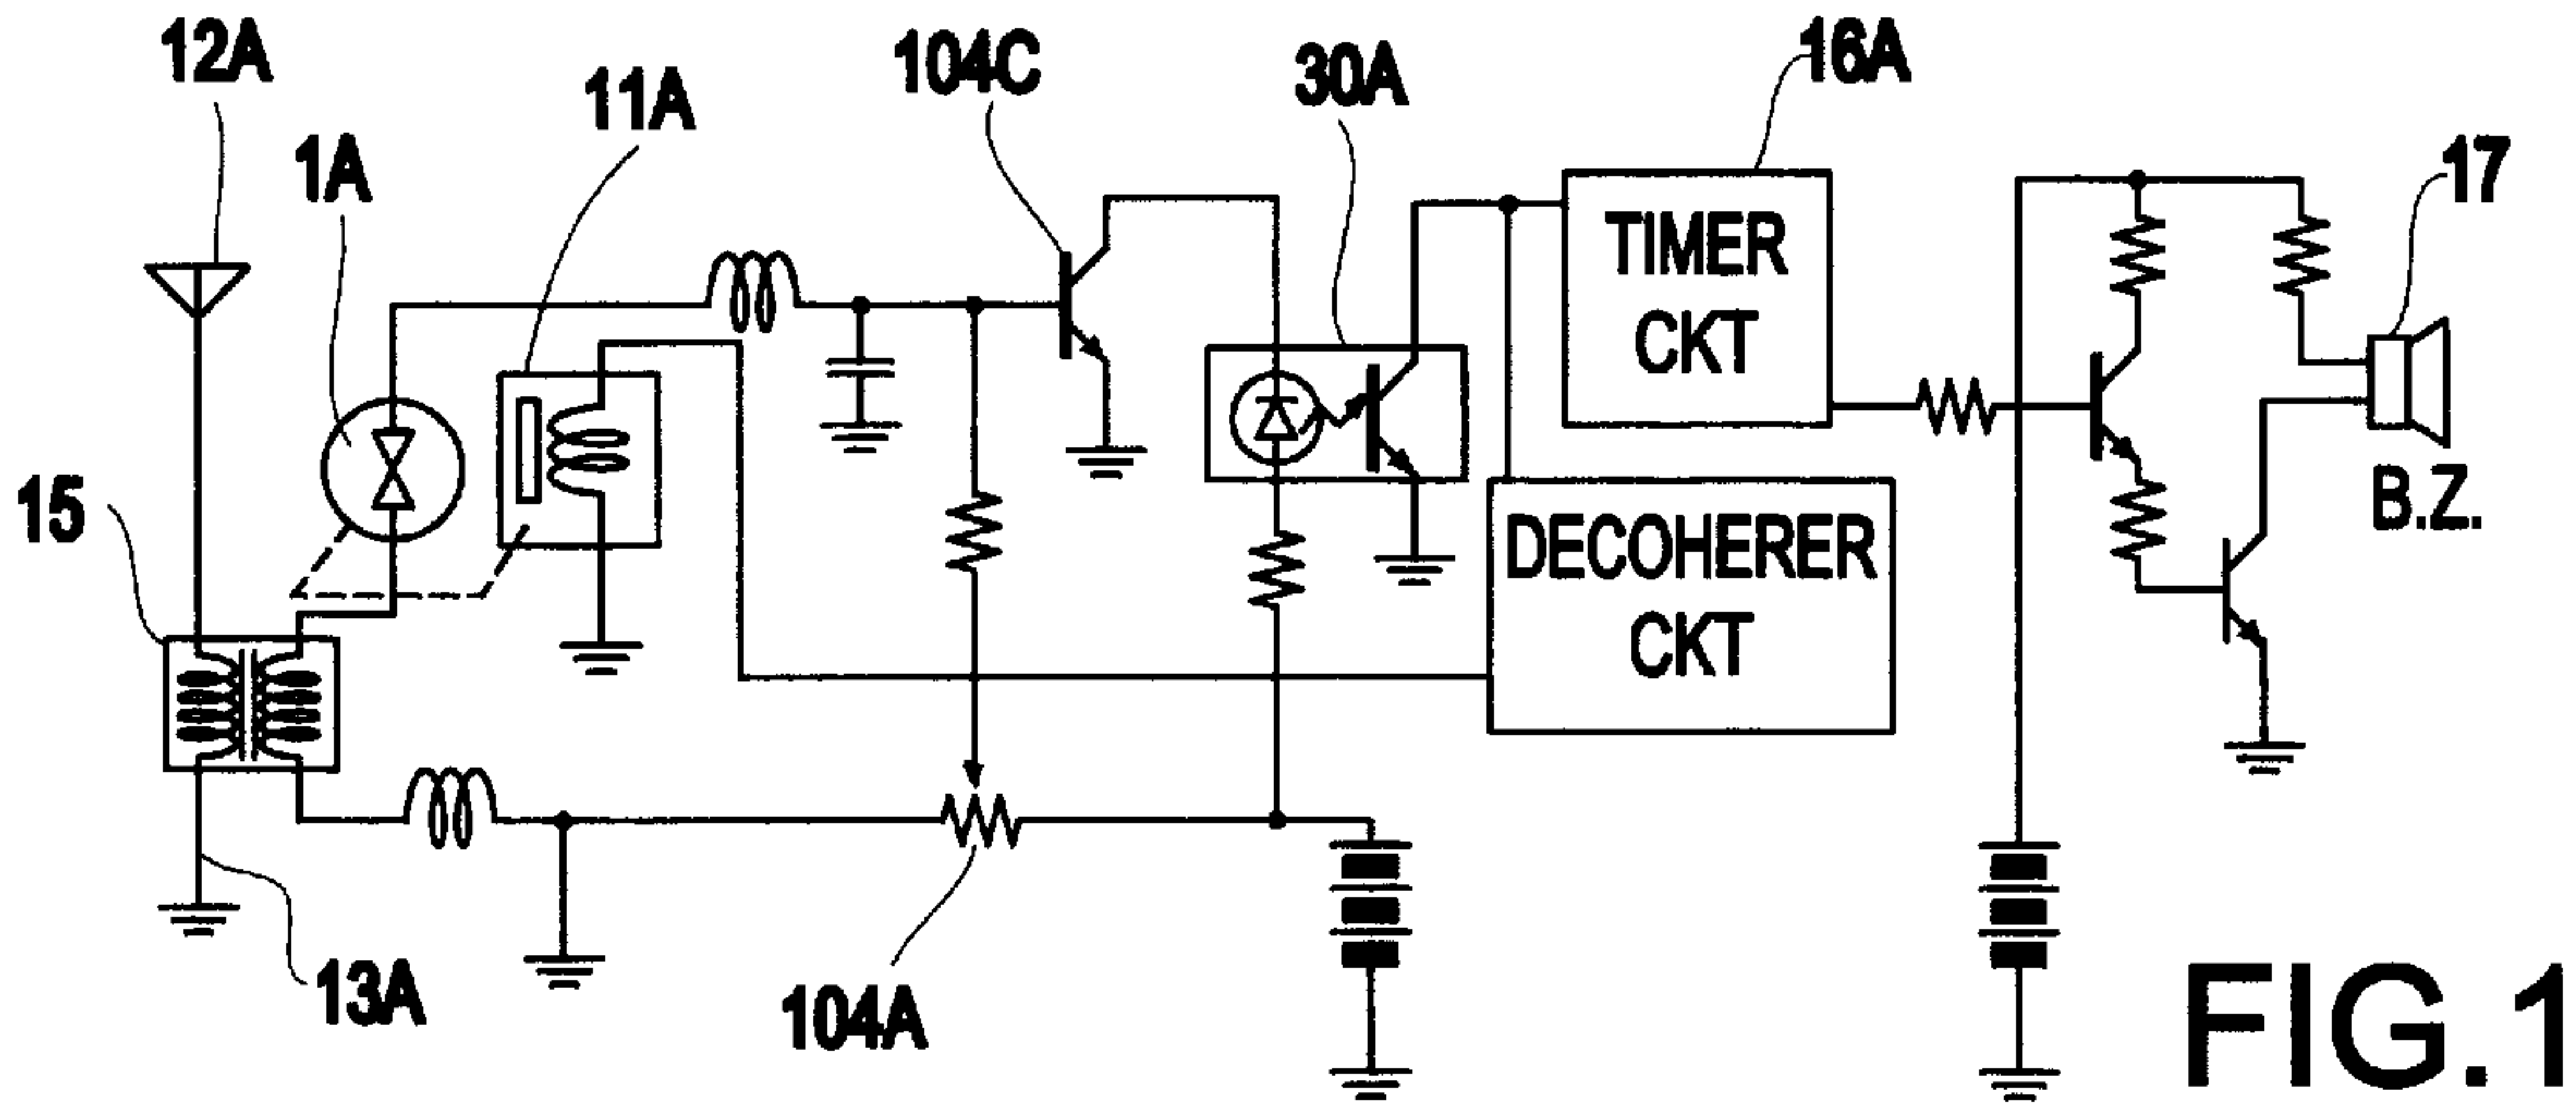 12A
1A
11A
104C
30A
16A
17
TIMER
CKT
B.Z.
15
DECOHERER
CKT
13A
104A
FIG.1